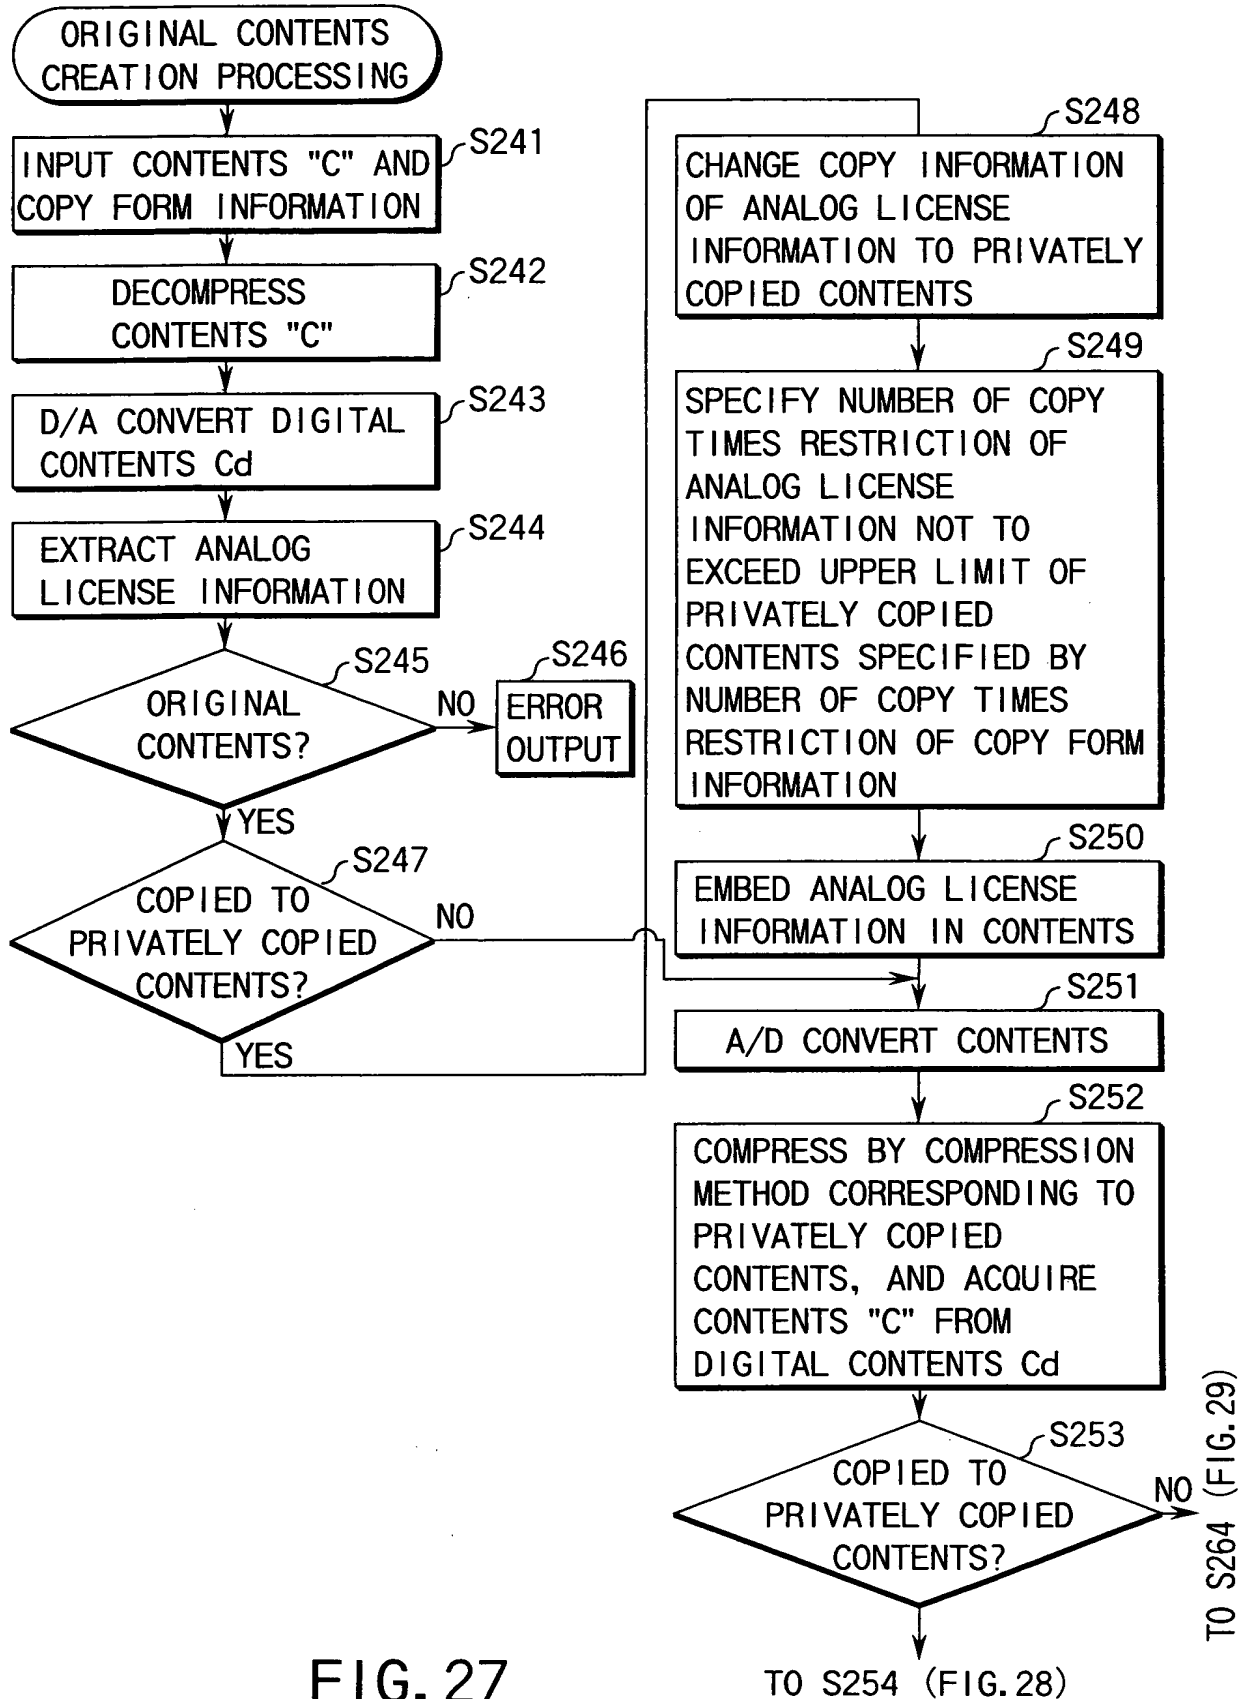 ORIGINAL CONTENTS
CREATION PROCESSING
S241
INPUT CONTENTS "C" AND
COPY FORM INFORMATION
S242
DECOMPRESS
CONTENTS "C"
S243
D/A CONVERT DIGITAL
CONTENTS Cd
S244
EXTRACT ANALOG
LICENSE INFORMATION
S245
ORIGINAL
CONTENTS?
NO
S246
ERROR
OUTPUT
YES
S247
COPIED TO
PRIVATELY COPIED
CONTENTS?
NO
YES
S248
CHANGE COPY INFORMATION
OF ANALOG LICENSE
INFORMATION TO PRIVATELY
COPIED CONTENTS
S249
SPECIFY NUMBER OF COPY
TIMES RESTRICTION OF
ANALOG LICENSE
INFORMATION NOT TO
EXCEED UPPER LIMIT OF
PRIVATELY COPIED
CONTENTS SPECIFIED BY
NUMBER OF COPY TIMES
RESTRICTION OF COPY FORM
INFORMATION
S250
EMBED ANALOG LICENSE
INFORMATION IN CONTENTS
S251
A/D CONVERT CONTENTS
S252
COMPRESS BY COMPRESSION
METHOD CORRESPONDING TO
PRIVATELY COPIED
CONTENTS, AND ACQUIRE
CONTENTS "C" FROM
DIGITAL CONTENTS Cd
S253
COPIED TO
PRIVATELY COPIED
CONTENTS?
NO
TO S264 (FIG. 29)
TO S254 (FIG. 28)
FIG. 27